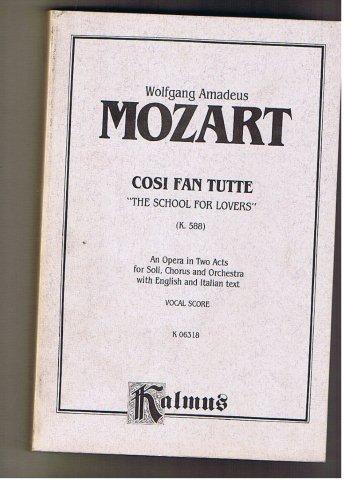 Wolfgang Amadeus
MOZART
COSI FAN TUTTE
"THE SCHOOL FOR LOVERS"
(K. 588)
An Opera in Two Acts
for Soli, Chorus and Orchestra
with English and Italian text
VOCAL SCORE
K 06318
Kalmus